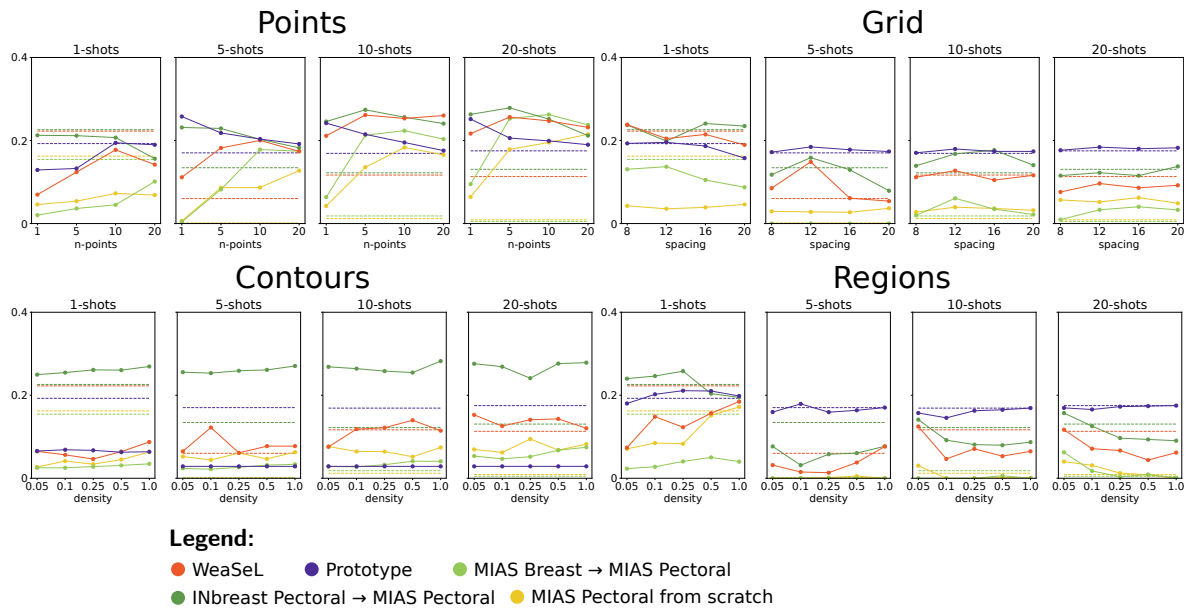 Points Grid
1-shots 5-shots 10-shots 20-shots 1-shots 5-shots 10-shots 20-shots
0.4
0.2
0
1 5 10 20 1 5 10 20 1 5 10 20 1 5 10 20 8 12 16 20 8 12 16 20 8 12 16 20 8 12 16 20
n-points n-points n-points n-points spacing spacing spacing spacing
Contours Regions
1-shots 5-shots 10-shots 20-shots 1-shots 5-shots 10-shots 20-shots
0.4
0.2
0
0.05 0.1 0.25 0.5 1.0 0.05 0.1 0.25 0.5 1.0 0.05 0.1 0.25 0.5 1.0 0.05 0.1 0.25 0.5 1.0 0.05 0.1 0.25 0.5 1.0 0.05 0.1 0.25 0.5 1.0 0.05 0.1 0.25 0.5 1.0 0.05 0.1 0.25 0.5 1.0
density density density density density density density density
Legend:
WeaSeL Prototype MIAS Breast → MIAS Pectoral
INbreast Pectoral → MIAS Pectoral MIAS Pectoral from scratch